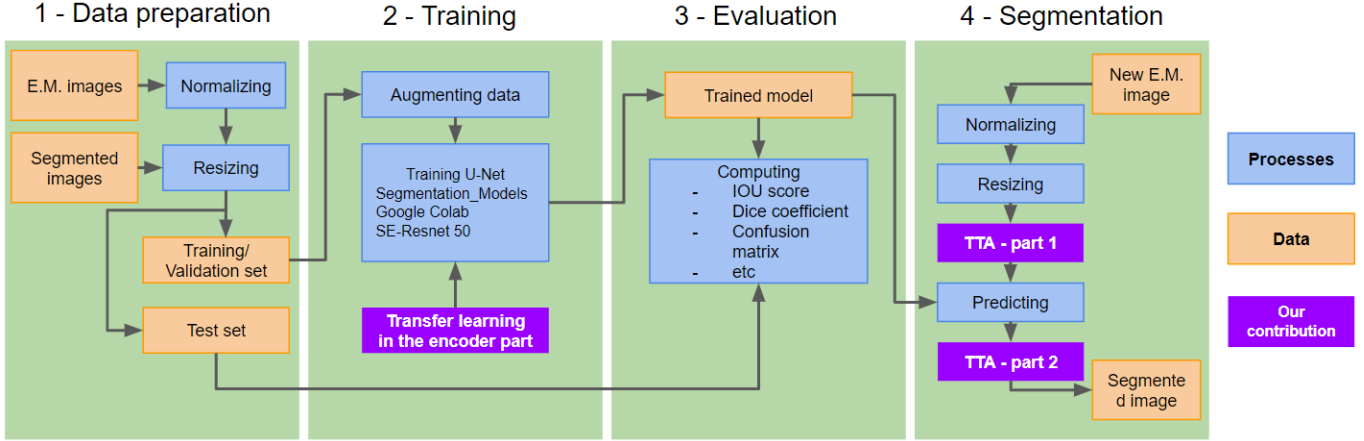 1 - Data preparation
2 - Training
3 - Evaluation
4 - Segmentation
E.M. images
Normalizing
Segmented
images
Resizing
Training/
Validation set
Test set
Augmenting data
Training U-Net
Segmentation_Models
Google Colab
SE-Resnet 50
Transfer learning
in the encoder part
Trained model
Computing
- IOU score
- Dice coefficient
- Confusion
matrix
- etc
New E.M.
image
Normalizing
Resizing
TTA - part 1
Predicting
TTA - part 2
Segmente
d image
Processes
Data
Our
contribution